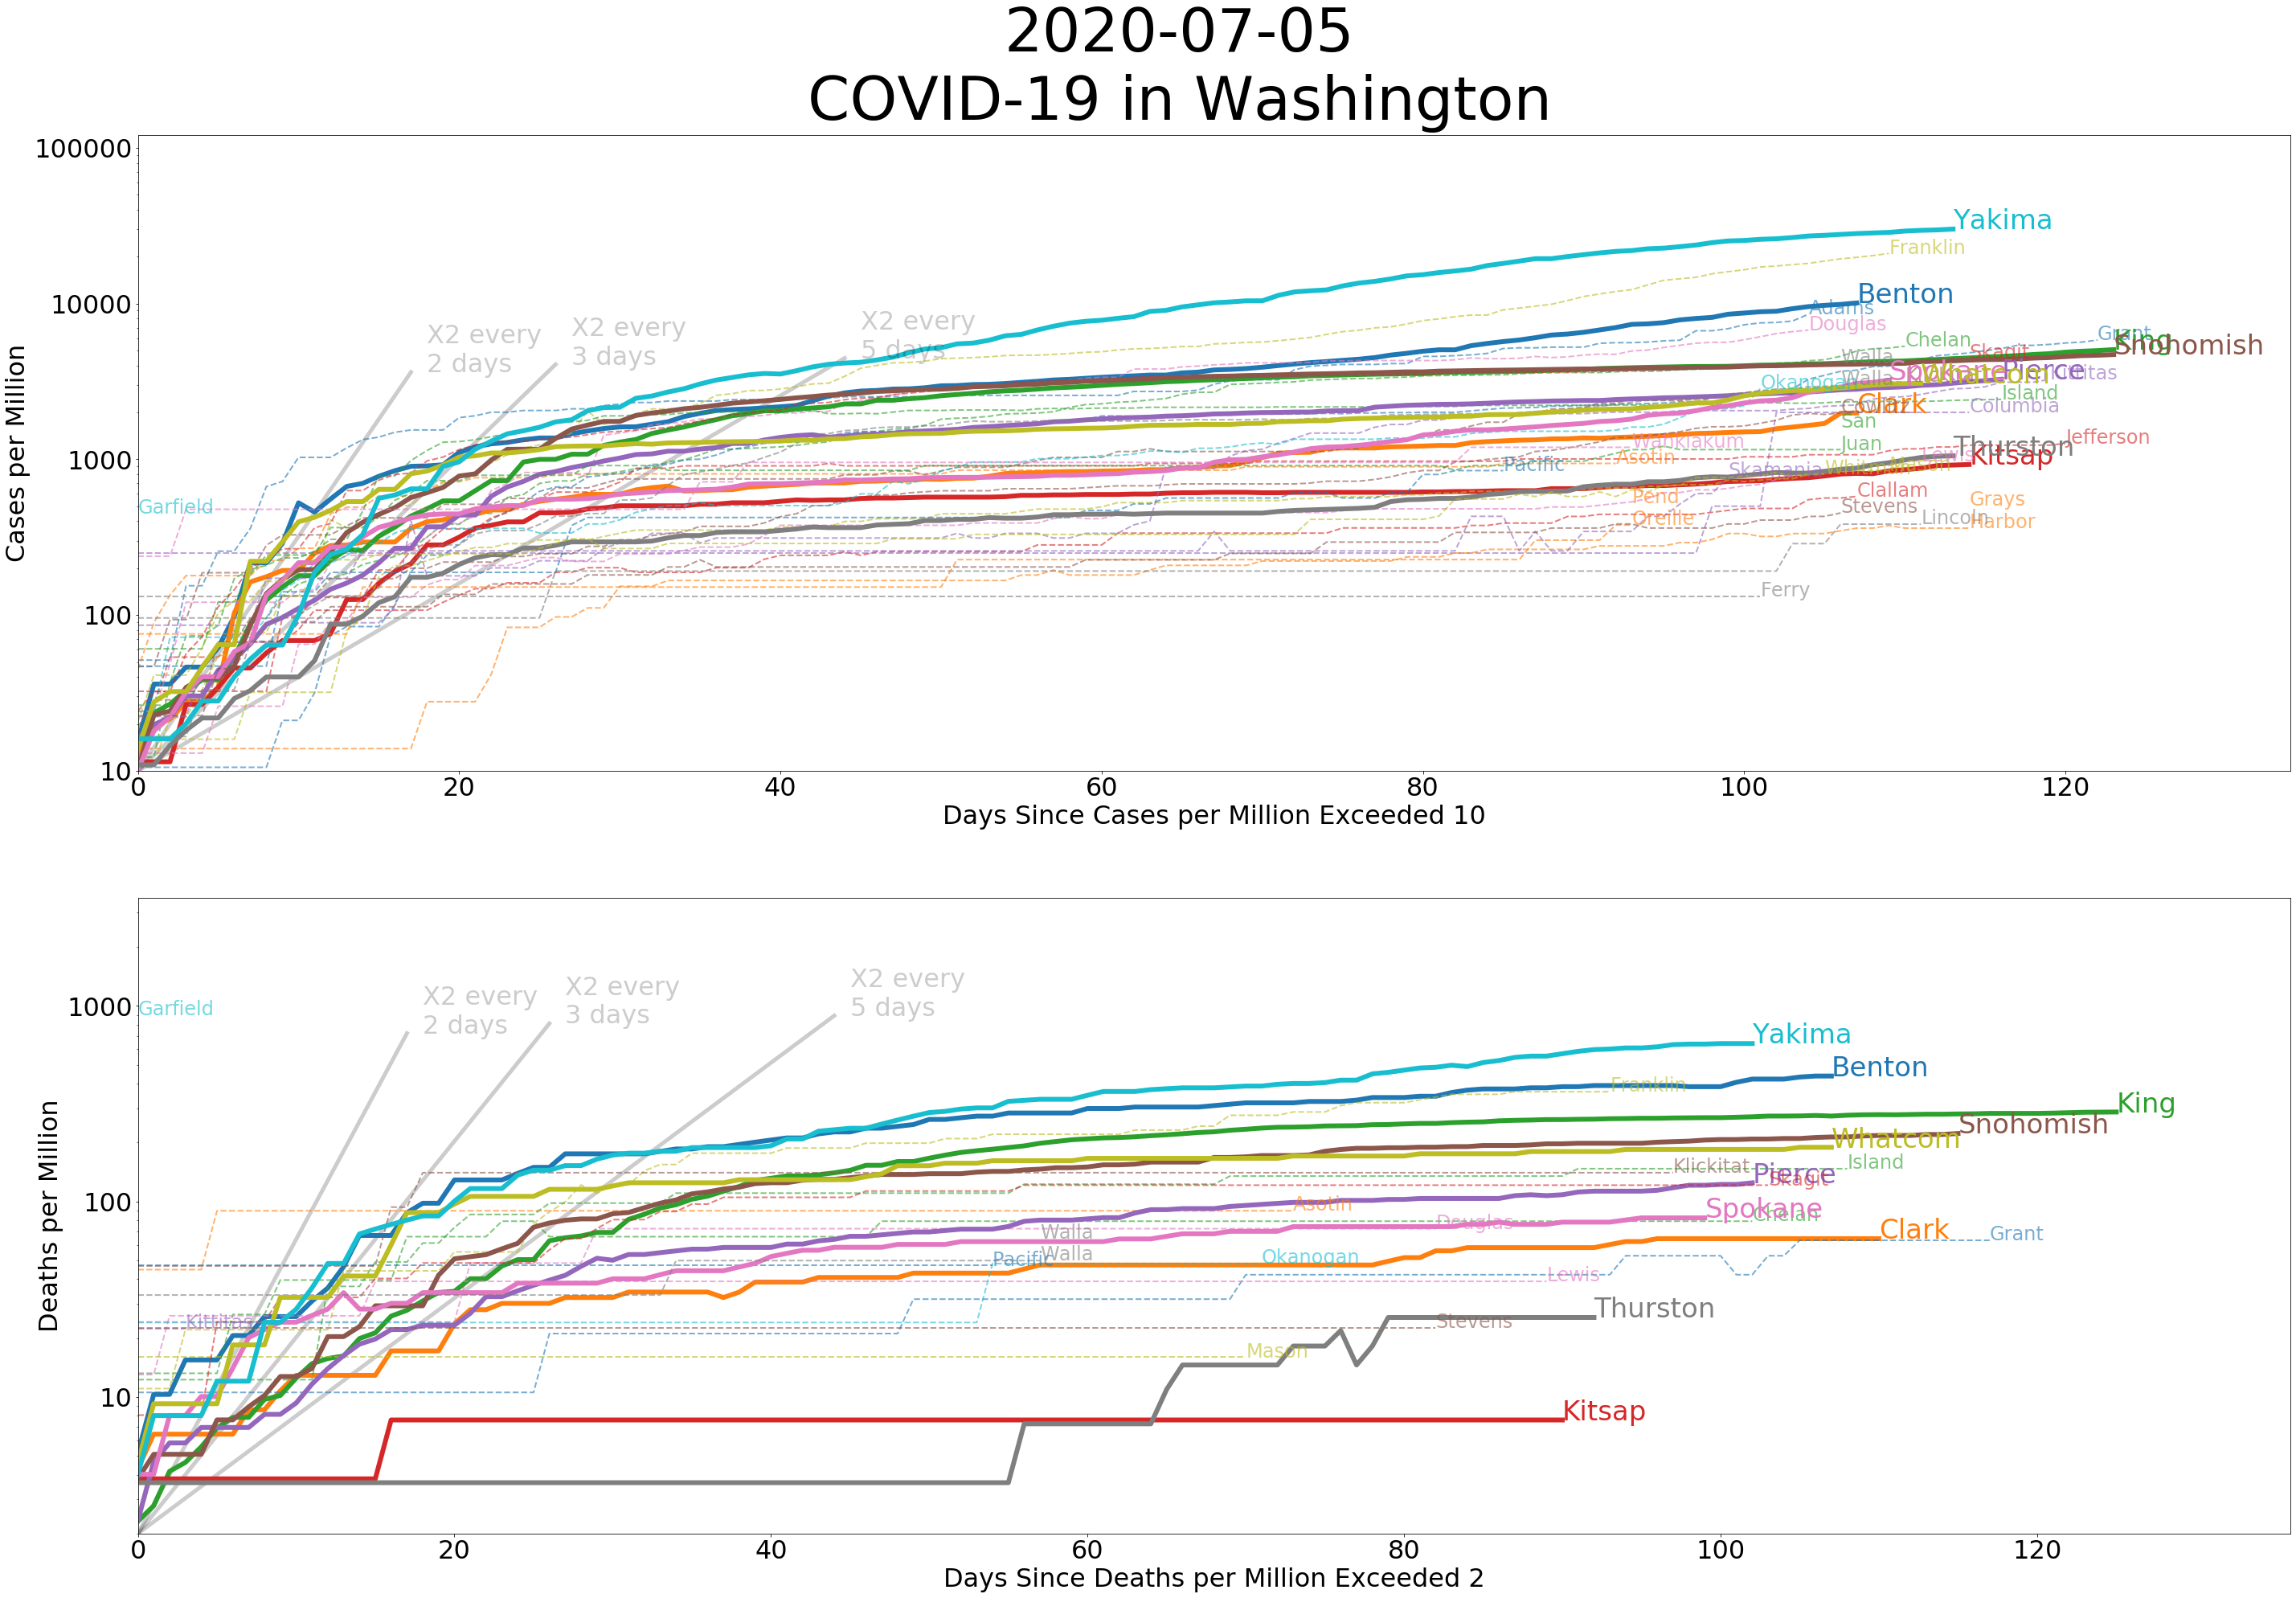 2020-07-05
COVID-19 in Washington
100000
10000
1000
100
10
Cases per Million
0
20
40
60
80
100
120
Days Since Cases per Million Exceeded 10
X2 every
2 days
X2 every
3 days
X2 every
5 days
Garfield
Yakima
Franklin
Benton
Adams
Douglas
Chelan
Grant
King
Snohomish
Walla
Walla
Skagit
Spokane
Pierce
Whatcom
Okanogan
Island
Columbia
Cowlitz
Clark
San
Juan
Jefferson
Wahkiakum
Thurston
Lewis
Kitsap
Asotin
Pacific
Skamania
Clallam
Stevens
Pend
Oreille
Grays
Harbor
Lincoln
Ferry
1000
100
10
Deaths per Million
0
20
40
60
80
100
120
Days Since Deaths per Million Exceeded 2
X2 every
2 days
X2 every
3 days
X2 every
5 days
Garfield
Yakima
Benton
Franklin
King
Snohomish
Whatcom
Island
Klickitat
Pierce
Skagit
Asotin
Spokane
Chelan
Douglas
Walla
Walla
Clark
Grant
Pacific
Okanogan
Lewis
Kittitas
Thurston
Stevens
Mason
Kitsap